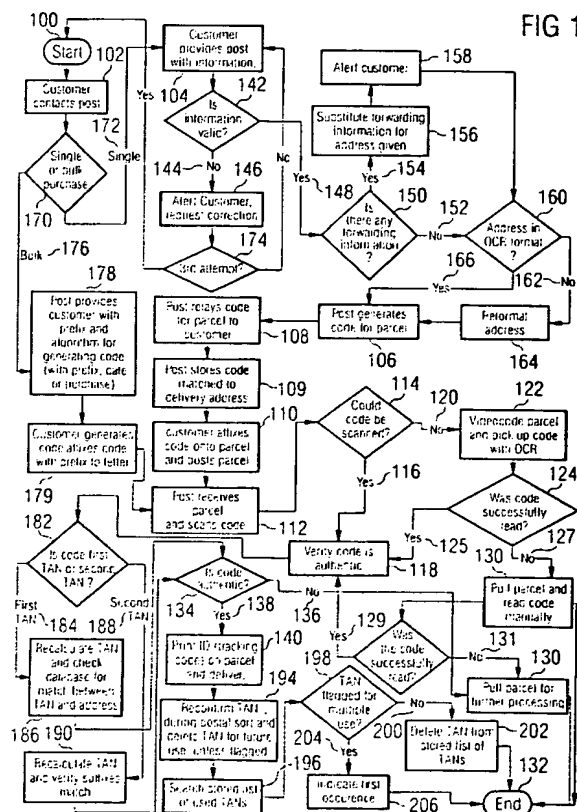 FIG 1
100
Start
102
Customer
contacts post
172
Single
Single
or bulk
purchase
170
Bulk
176
178
Post provides
customer with
prefix and
algorithm for
generating code
(with prefix, date
of purchase)
Customer generates
code affixes code
with prefix to letter
179
Customer
provides post
with information
104
142
Is
information
valid?
Yes
No
144
No
146
Alert Customer,
request correction
Yes
148
3rd attempt?
174
Alert customer
158
Substitute forwarding
information for
address given
156
154
Yes
150
Is
there any
forwarding
information
?
152
No
160
Address in
OCR format
?
166
Yes
162
No
Reformat
address
164
Post generates
code for parcel
106
Post relays code
for parcel to
customer
108
Post stores code
matched to
delivery address
109
110
Customer affixes
code onto parcel
and posts parcel
Post receives
parcel
and scans code
112
114
Could
code be
scanned?
120
No
122
Videocode parcel
and pick up code
with OCR
116
Yes
124
Was code
successfully
read?
Yes
125
127
No
130
Pull parcel and
read code
manually
Verify code is
authentic
118
182
Is code first
TAN or second
TAN ?
First
TAN
184
Second
TAN
188
Recalculate TAN
and check
database for
match between
TAN and address
186
190
Recalculate TAN
and verify suffixes
match
Is code
authentic?
134
138
Yes
No
136
140
Print ID tracking
codes on parcel and
deliver
194
Reconfirm TAN
during postal sort and
delete TAN for future
use, unless flagged
Search stored list
of used TANs
196
129
Yes
Was
the code
successfully
read?
131
No
130
Pull parcel for
further processing
198
TAN
flagged for
multiple
use?
No
200
202
Delete TAN from
stored list of
TANs
204
Yes
Indicate first
occurence
206
End
132